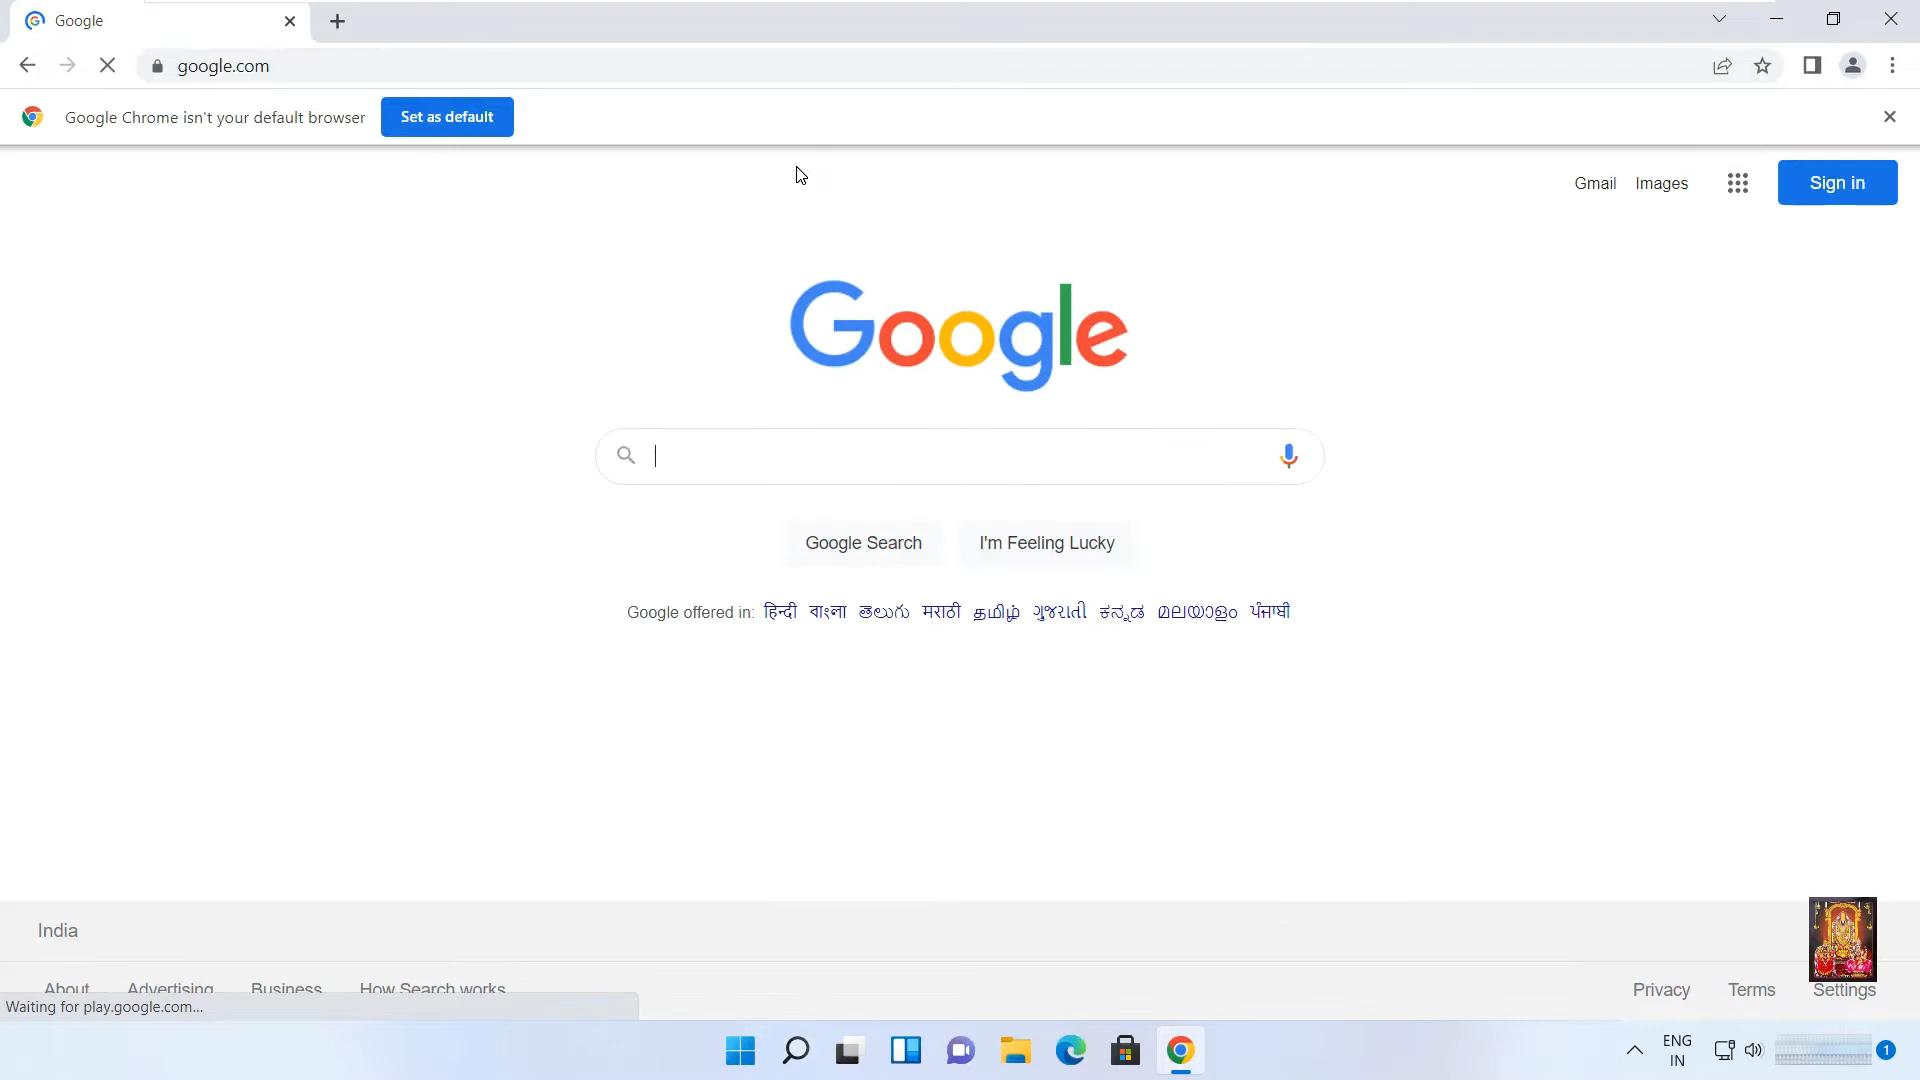 Google
google.com
Google Chrome isn't your default browser
Set as default
Gmail Images
Sign in
Google
Google Search
I'm Feeling Lucky
Google offered in: हिन्दी বাংলা తెలుగు मराठी தமிழ் ગુજરાતી ಕನ್ನಡ മലയാളം ਪੰਜਾਬੀ
India
About Advertising Business How Search works
Privacy Terms Settings
Waiting for play.google.com...
ENG
IN
1